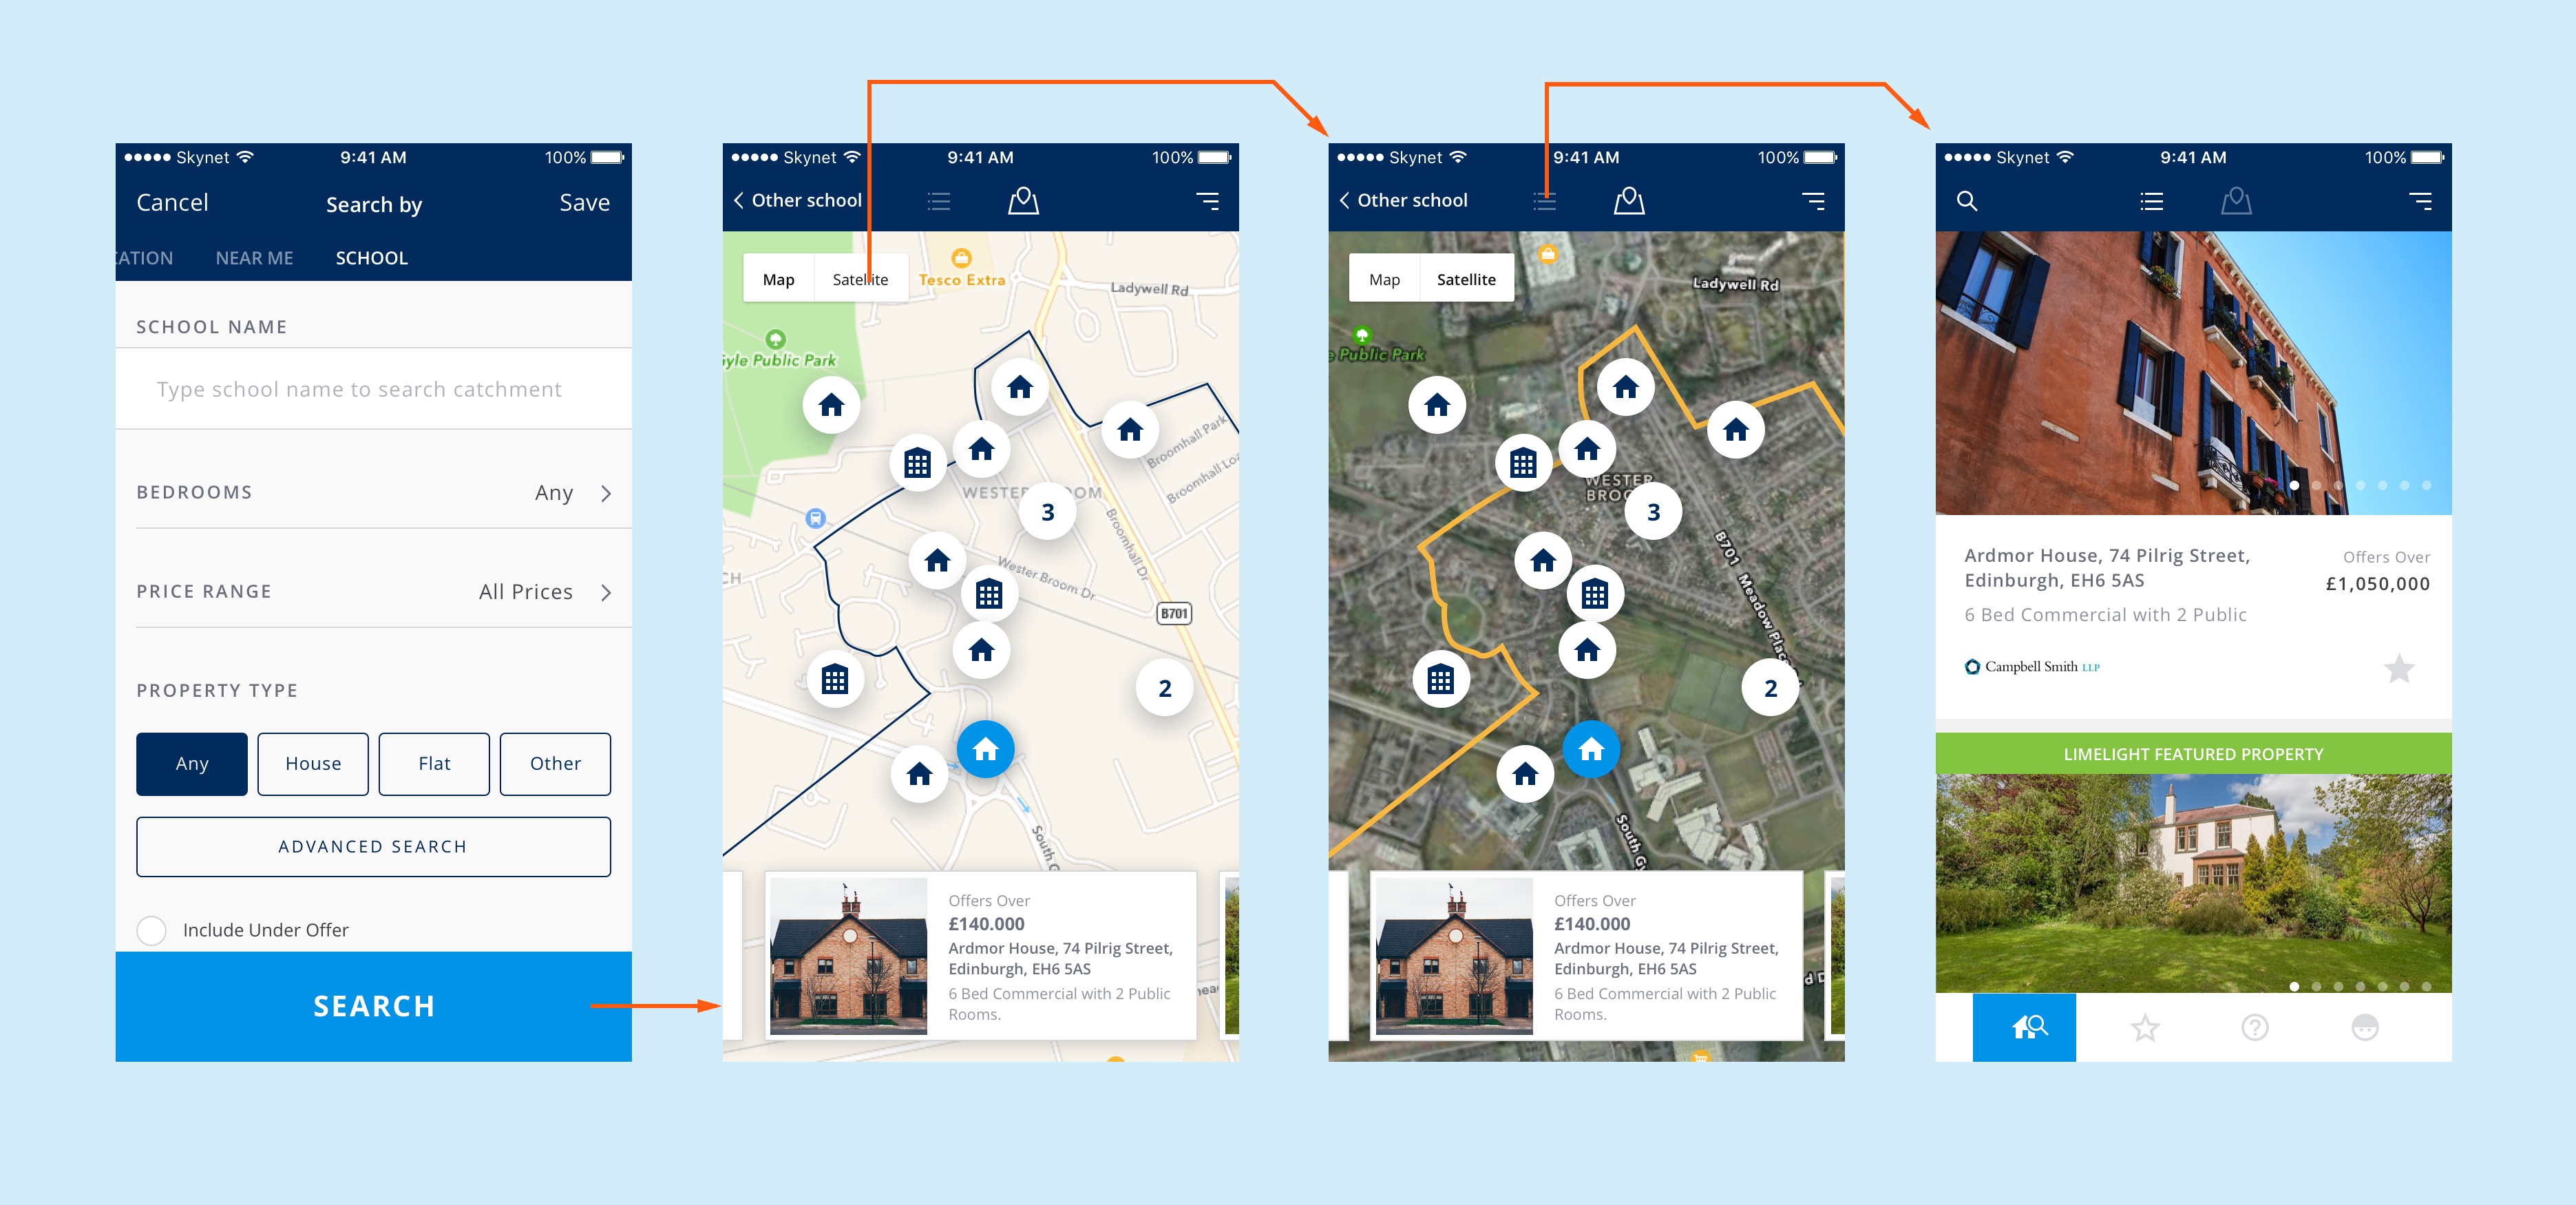 Skynet 9:41 AM 100%
Cancel Search by Save
CATION NEAR ME SCHOOL
SCHOOL NAME
Type school name to search catchment
BEDROOMS Any
PRICE RANGE All Prices
PROPERTY TYPE
Any House Flat Other
ADVANCED SEARCH
Include Under Offer
SEARCH
Skynet 9:41 AM 100%
Other school
Map Satellite
Tesco Extra
Ladywell Rd
yle Public Park
Broomhall Park
Broomhall Loa
WESTER OOM
3
Broomhall Dr
Wester Broom Dr
CH
B701
2
South G
Offers Over
£140.000
Ardmor House, 74 Pilrig Street,
Edinburgh, EH6 5AS
6 Bed Commercial with 2 Public
Rooms.
Skynet 9:41 AM 100%
Other school
Map Satellite
Ladywell Rd
e Public Park
WESTER
BROO
3
B701 Meadow Place
2
South Gy
Offers Over
£140.000
Ardmor House, 74 Pilrig Street,
Edinburgh, EH6 5AS
6 Bed Commercial with 2 Public
Rooms.
d D
Skynet 9:41 AM 100%
Ardmor House, 74 Pilrig Street,
Edinburgh, EH6 5AS
Offers Over
£1,050,000
6 Bed Commercial with 2 Public
Campbell Smith LLP
LIMELIGHT FEATURED PROPERTY